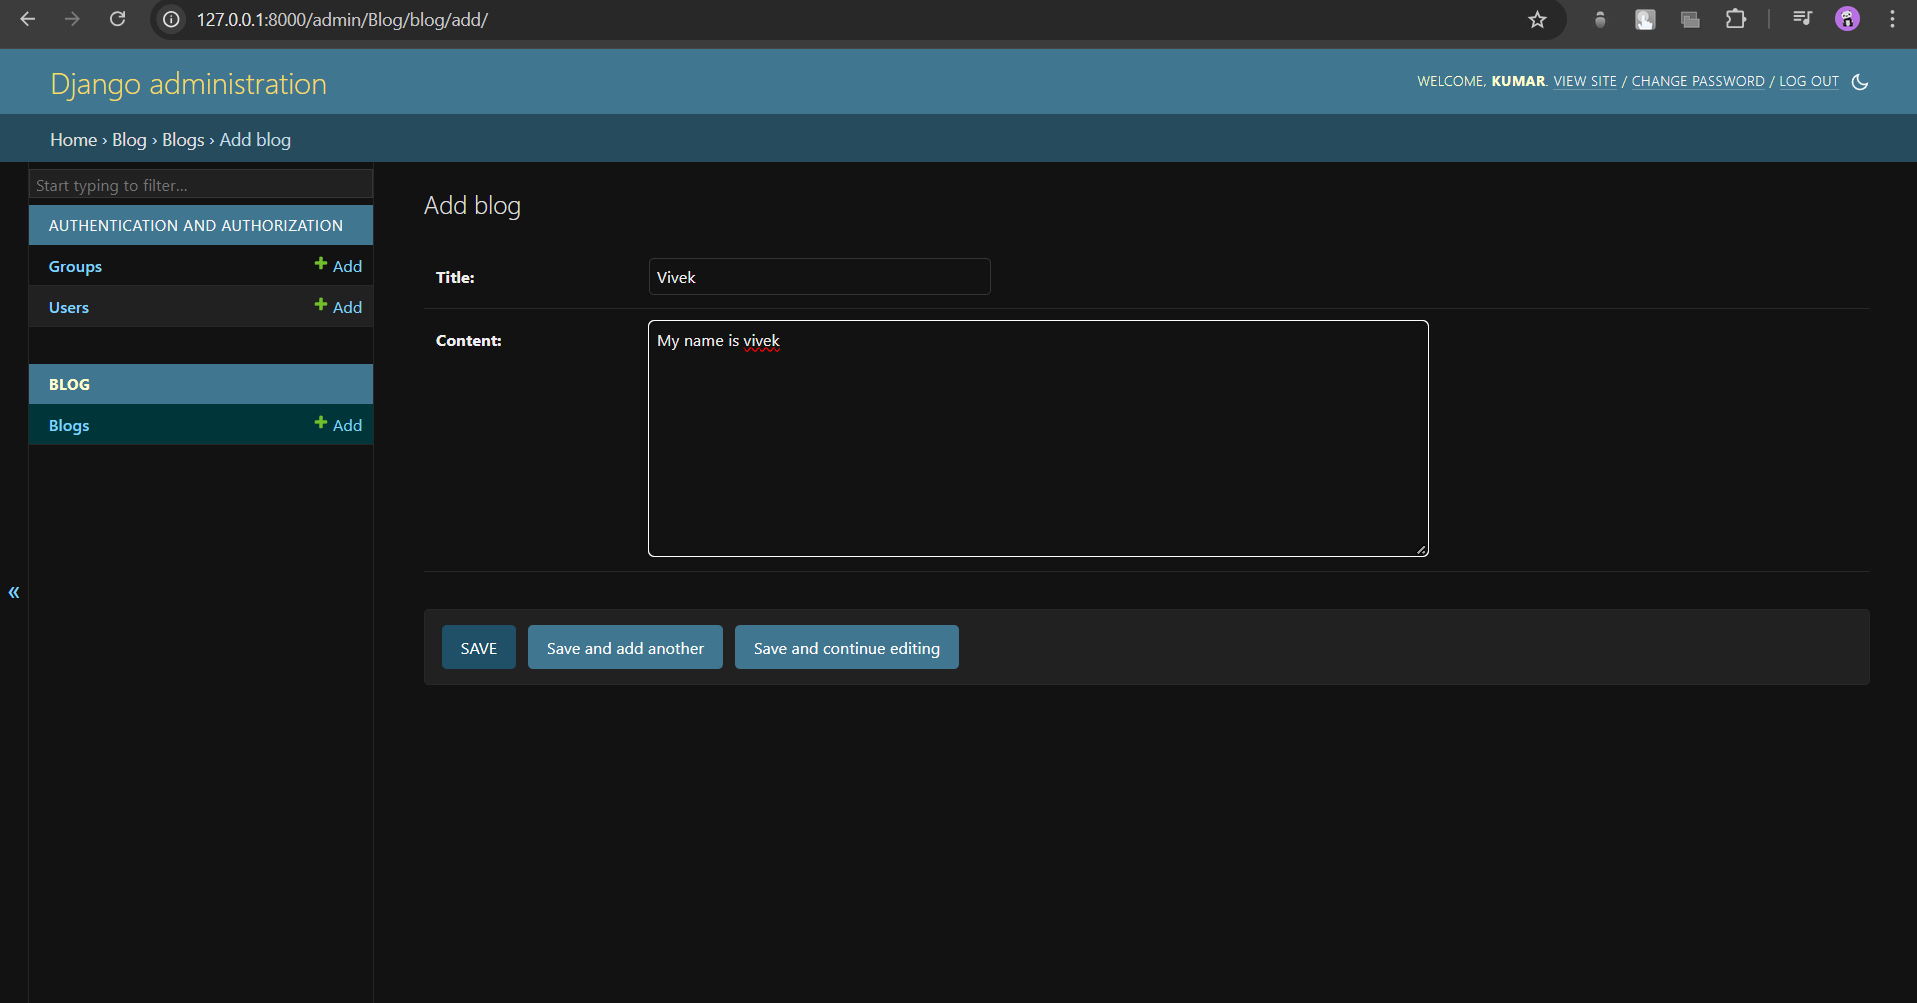 127.0.0.1:8000/admin/Blog/blog/add/
Django administration
WELCOME, KUMAR. VIEW SITE / CHANGE PASSWORD / LOG OUT
Home › Blog › Blogs › Add blog
Start typing to filter...
AUTHENTICATION AND AUTHORIZATION
Groups Add
Users Add
BLOG
Blogs Add
«
Add blog
Title: Vivek
Content: My name is vivek
SAVE Save and add another Save and continue editing